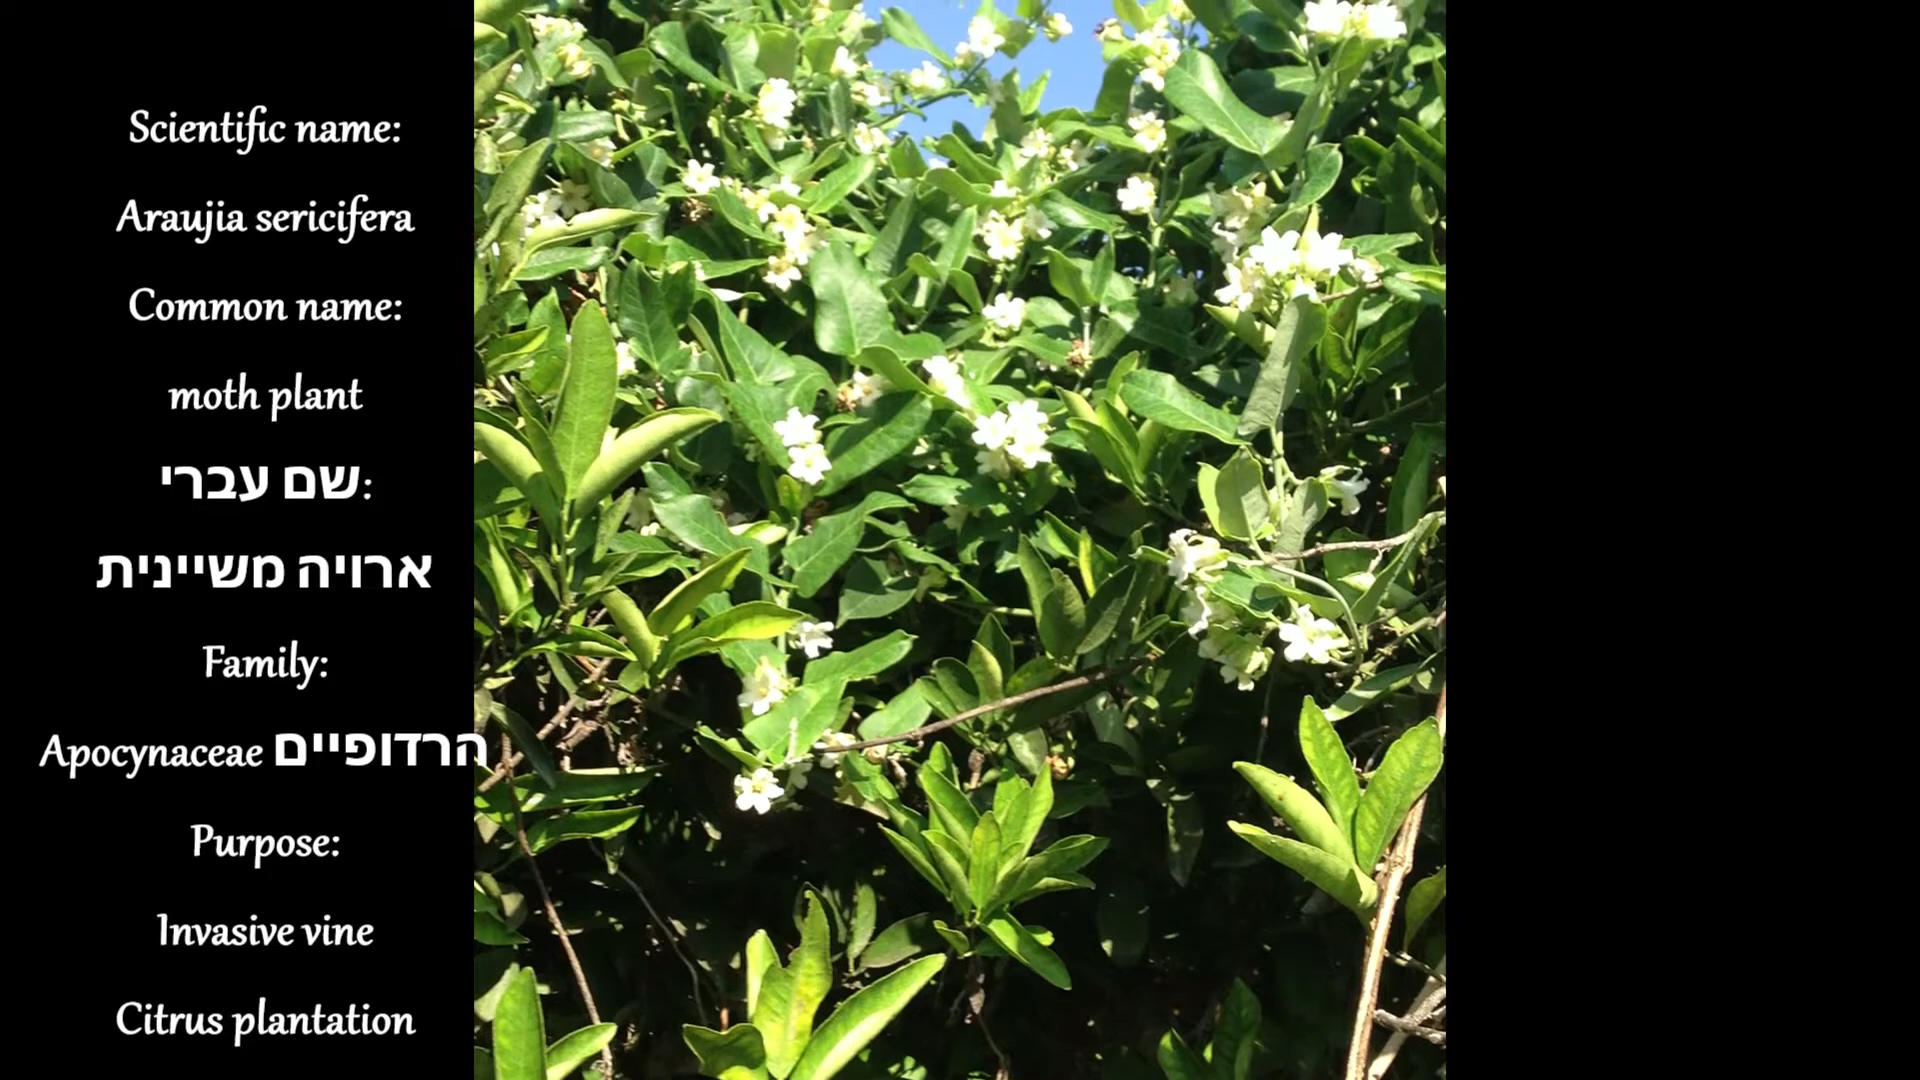 Scientific name:
Araujia sericifera
Common name:
moth plant
שם עברי:
ארויה משיינית
Family:
Apocynaceae הרדופיים
Purpose:
Invasive vine
Citrus plantation